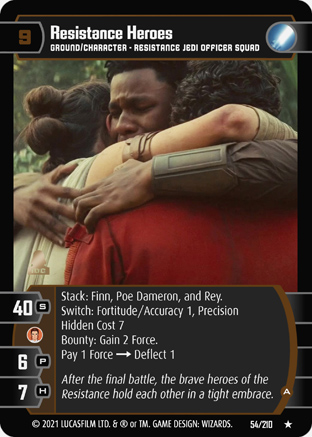 9
Resistance Heroes
GROUND/CHARACTER - RESISTANCE JEDI OFFICER SQUAD
40 S
6 P
7 H
Stack: Finn, Poe Dameron, and Rey.
Switch: Fortitude/Accuracy 1, Precision
Hidden Cost 7
Bounty: Gain 2 Force.
Pay 1 Force → Deflect 1
After the final battle, the brave heroes of the
Resistance hold each other in a tight embrace.
A
© 2021 LUCASFILM LTD. & ® or TM. GAME DESIGN: WIZARDS. 54/210 ★